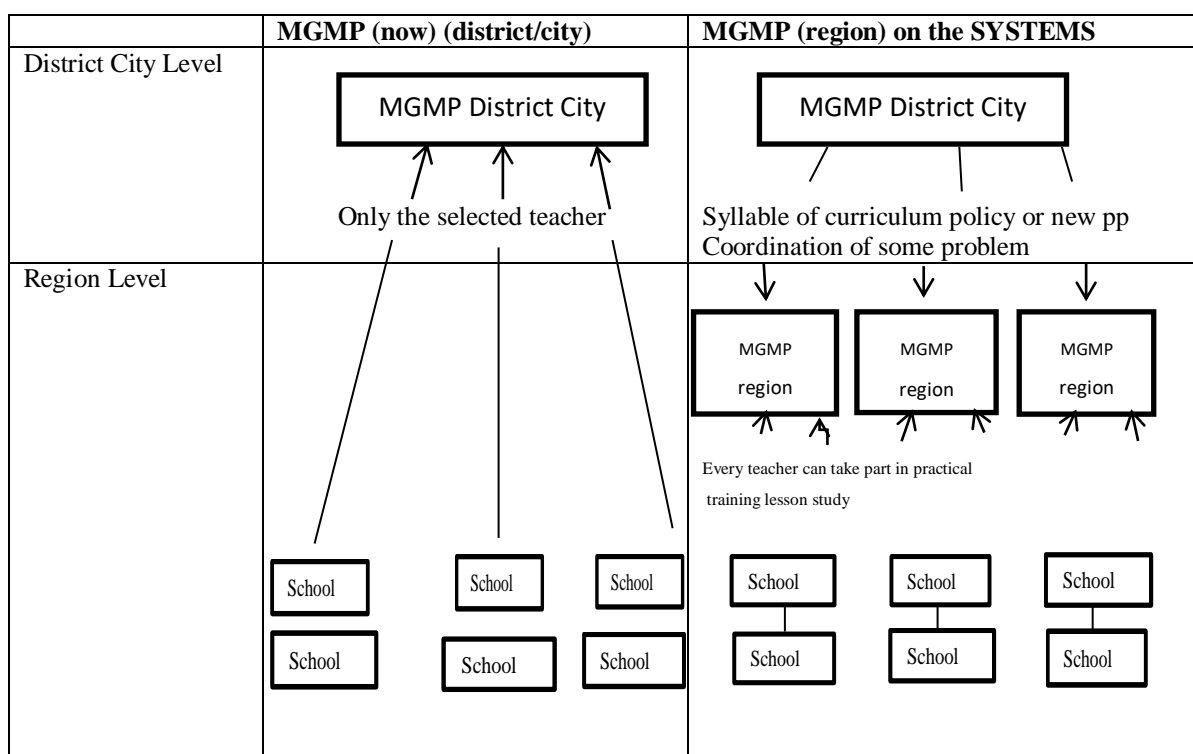 MGMP (now) (district/city)
MGMP (region) on the SYSTEMS
District City Level
MGMP District City
Only the selected teacher
MGMP District City
Syllable of curriculum policy or new pp
Coordination of some problem
Region Level
MGMP
region
MGMP
region
MGMP
region
Every teacher can take part in practical
training lesson study
School
School
School
School
School
School
School
School
School
School
School
School